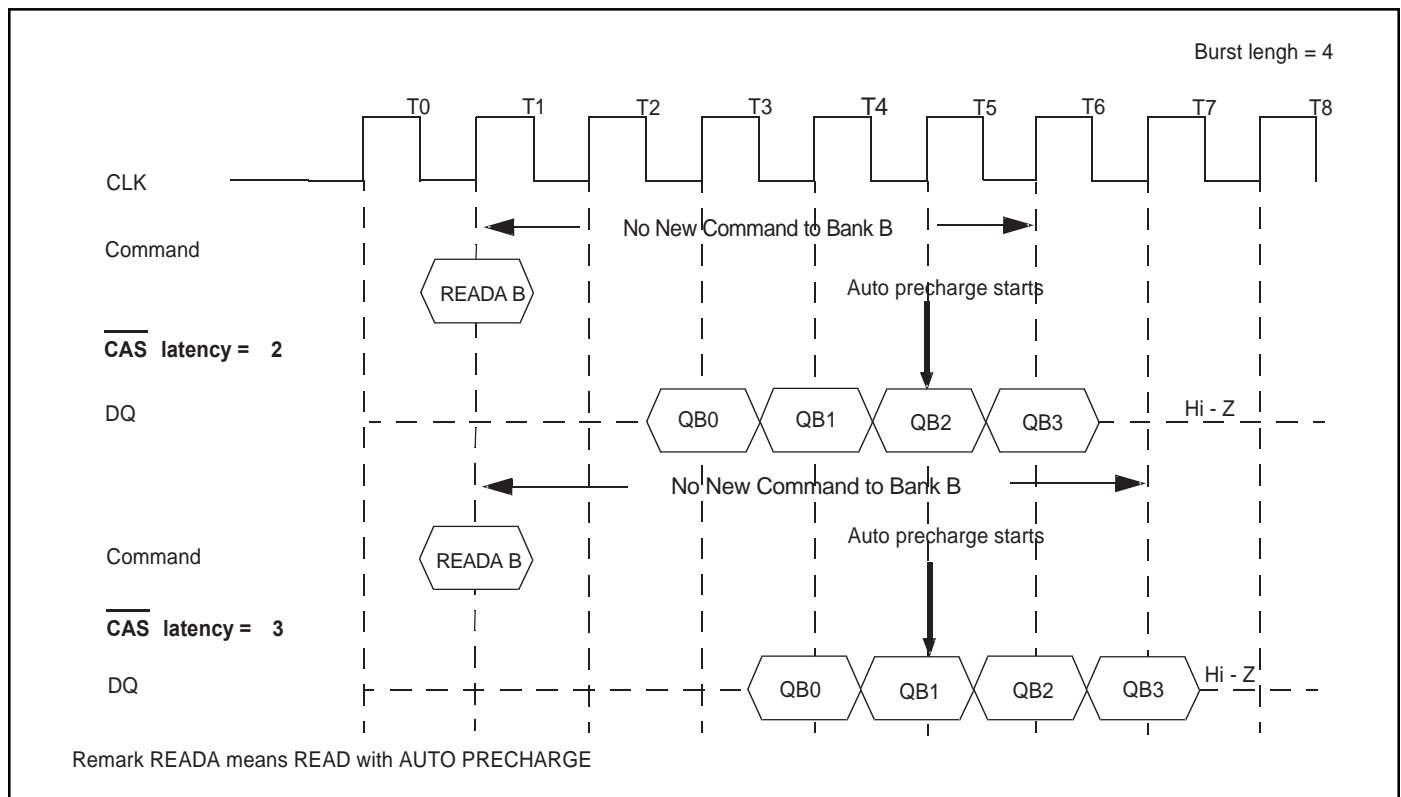 Burst lengh = 4
T0 T1 T2 T3 T4 T5 T6 T7 T8
CLK
No New Command to Bank B
Command
READA B
Auto precharge starts
CAS latency = 2
DQ
QB0 QB1 QB2 QB3 Hi - Z
No New Command to Bank B
Auto precharge starts
Command
READA B
CAS latency = 3
DQ
QB0 QB1 QB2 QB3 Hi - Z
Remark READA means READ with AUTO PRECHARGE